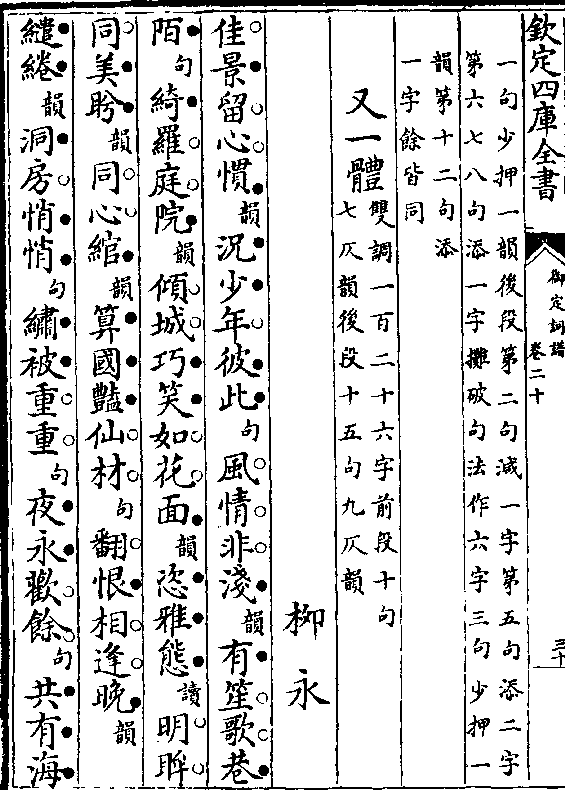 欽定四庫全書
御定詞譜
卷二十
三十
一句少押一韻後段第二句減一字第五句添二字
第六七八句添一字攤破句法作六字三句少押一
韻第十二句添
一字餘皆同
又一體
雙調一百二十六字前段十句
七仄韻後段十五句九仄韻
柳永
佳景留心慣韻況少年彼此句風情非淺韻有笙歌巷
陌句綺羅庭院韻傾城巧笑如花面韻恣雅態讀明眸
同美盻韻同心綰韻算國豔仙材句翻恨相逢晚韻
繾綣韻洞房悄悄句繡被重重句夜永歡餘句共有海